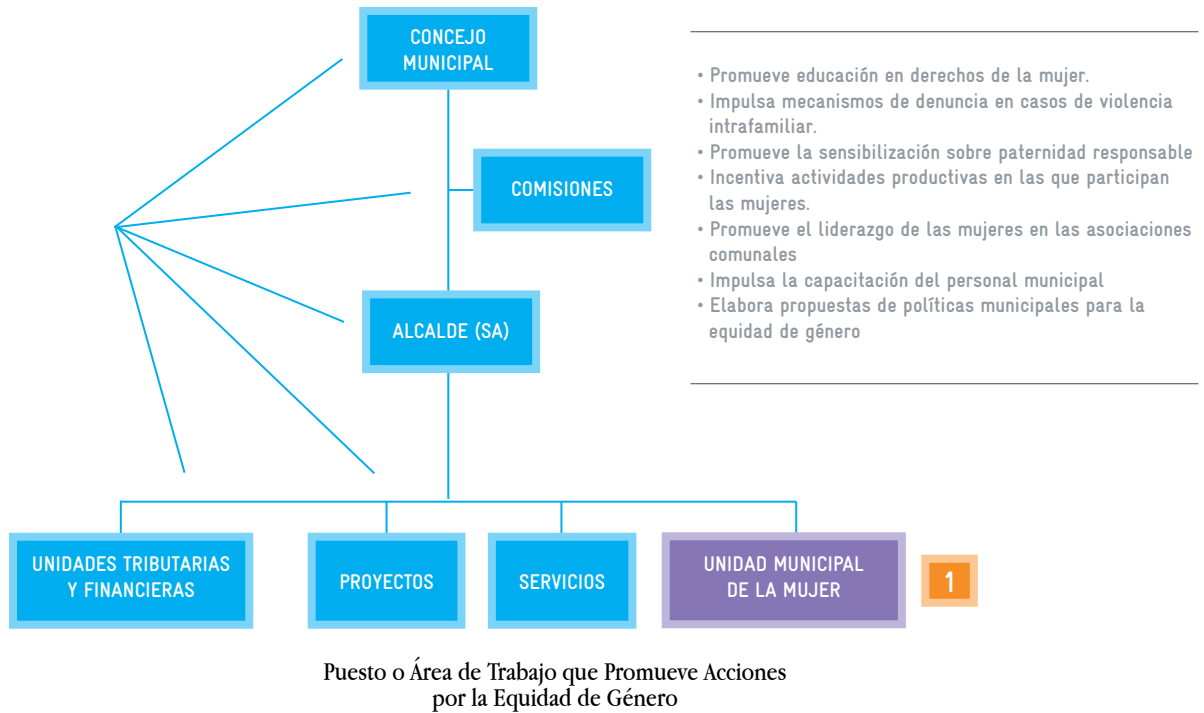 CONCEJO
MUNICIPAL
• Promueve educación en derechos de la mujer.
• Impulsa mecanismos de denuncia en casos de violencia
intrafamiliar.
• Promueve la sensibilización sobre paternidad responsable
• Incentiva actividades productivas en las que participan
las mujeres.
• Promueve el liderazgo de las mujeres en las asociaciones
comunales
• Impulsa la capacitación del personal municipal
• Elabora propuestas de políticas municipales para la
equidad de género
COMISIONES
ALCALDE (SA)
UNIDADES TRIBUTARIAS
Y FINANCIERAS
PROYECTOS
SERVICIOS
UNIDAD MUNICIPAL
DE LA MUJER
1
Puesto o Área de Trabajo que Promueve Acciones
por la Equidad de Género